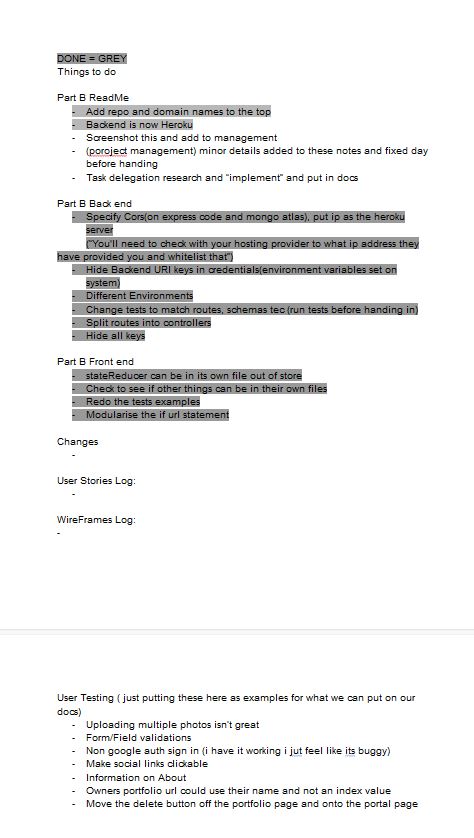 DONE = GREY
Things to do
Part B ReadMe
- Add repo and domain names to the top
- Backend is now Heroku
- Screenshot this and add to management
- (poroject management) minor details added to these notes and fixed day
before handing
- Task delegation research and "implement" and put in docs
Part B Back end
- Specify Cors(on express code and mongo atlas), put ip as the heroku
server
("You'll need to check with your hosting provider to what ip address they
have provided you and whitelist that")
- Hide Backend URI keys in credentials(environment variables set on
system)
- Different Environments
- Change tests to match routes, schemas tec (run tests before handing in)
- Split routes into controllers
- Hide all keys
Part B Front end
- stateReducer can be in its own file out of store
- Check to see if other things can be in their own files
- Redo the tests examples
- Modularise the if url statement
Changes
-
User Stories Log:
-
WireFrames Log:
-
User Testing ( just putting these here as examples for what we can put on our
docs)
- Uploading multiple photos isn't great
- Form/Field validations
- Non google auth sign in (i have it working i jut feel like its buggy)
- Make social links clickable
- Information on About
- Owners portfolio url could use their name and not an index value
- Move the delete button off the portfolio page and onto the portal page